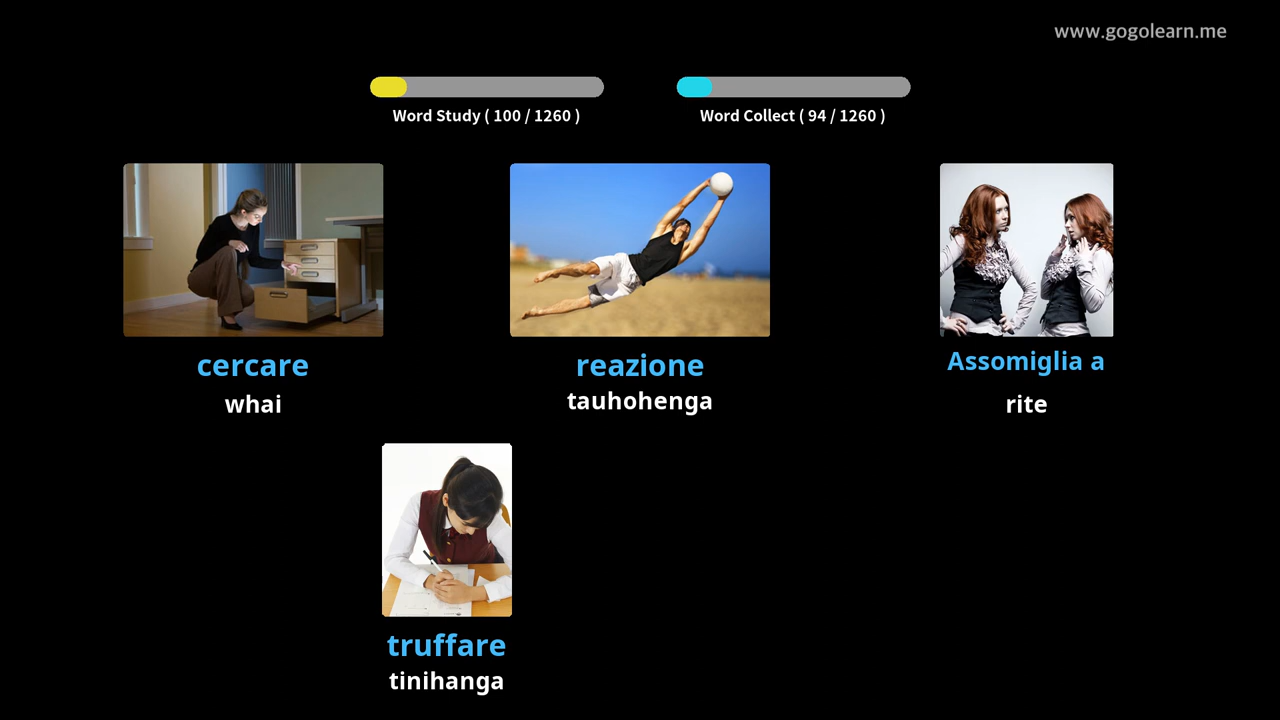 www.gogolearn.me
Word Study ( 100 / 1260 )
Word Collect ( 94 / 1260 )
cercare
whai
reazione
tauhohenga
Assomiglia a
rite
truffare
tinihanga